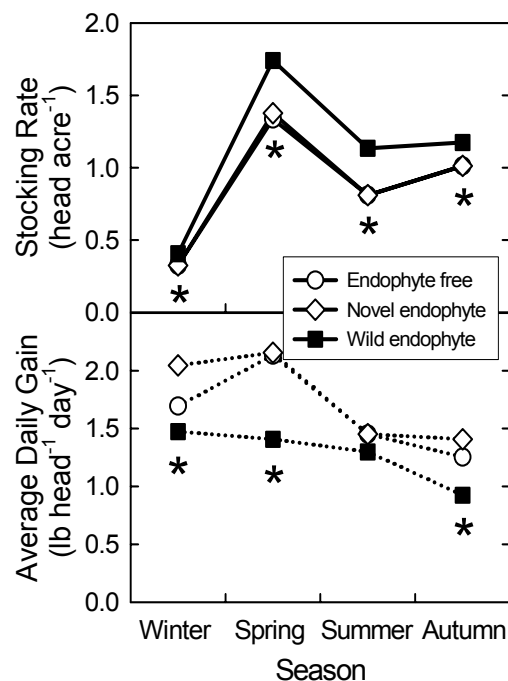 Stocking Rate
(head acre⁻¹)
2.0
1.5
1.0
0.5
0.0
*
*
*
*
Endophyte free
Novel endophyte
Wild endophyte
Average Daily Gain
(lb head⁻¹ day⁻¹)
2.0
1.5
1.0
0.5
0.0
*
*
*
Winter Spring Summer Autumn
Season